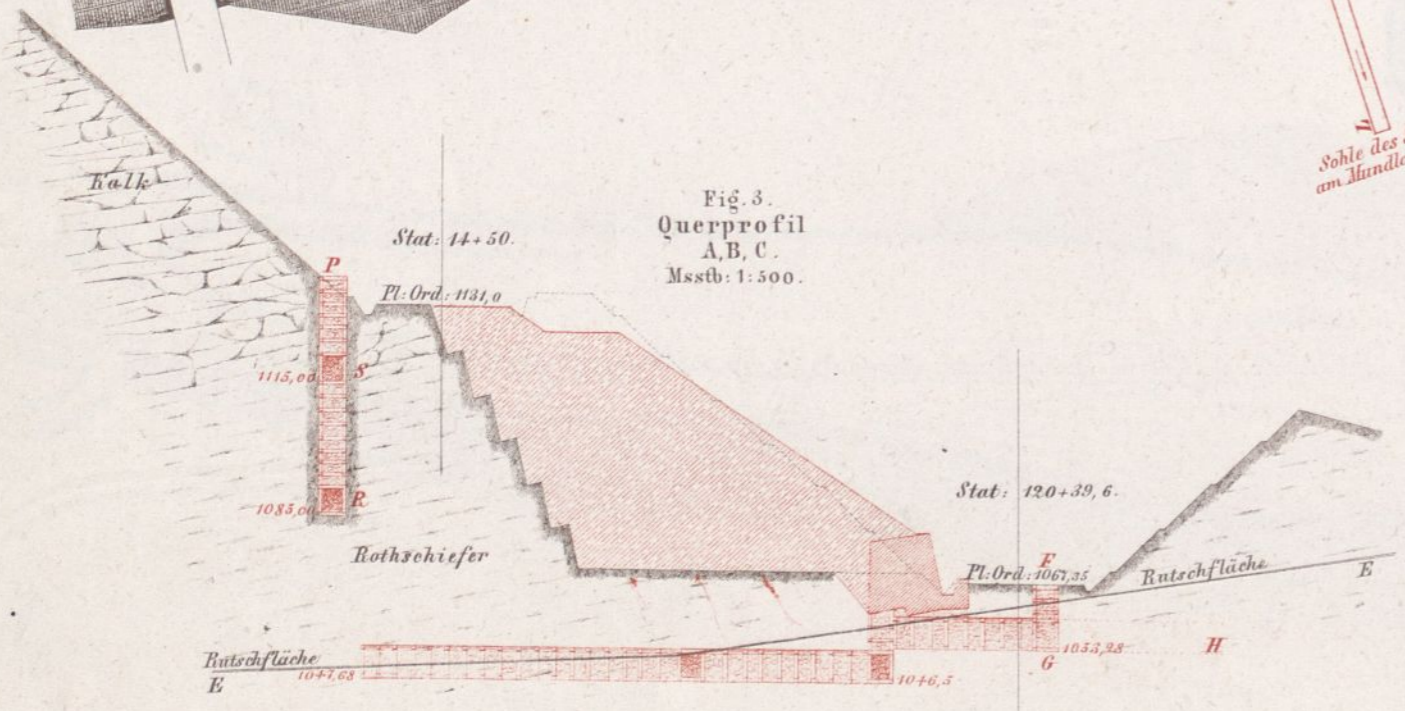 Sohle des
am Mundlo
L
Kalk
Fig. 3.
Querprofil
A, B, C.
Msstb: 1:500.
Stat: 14+50.
P
Pl: Ord: 1131,0
1115,00 S
1085,00 R
Stat: 120+39,6.
Rothschiefer
F
Pl: Ord: 1067,35
Rutschfläche
E
Rutschfläche
E
1047,68
1046,5
G
1053,28
H